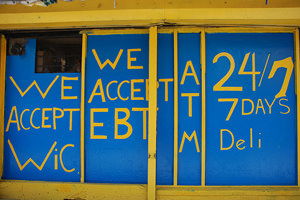 WE
ACCEPT
WiC
WE
ACCEPT
EBT
ATM
24/7
7 DAYS
Deli